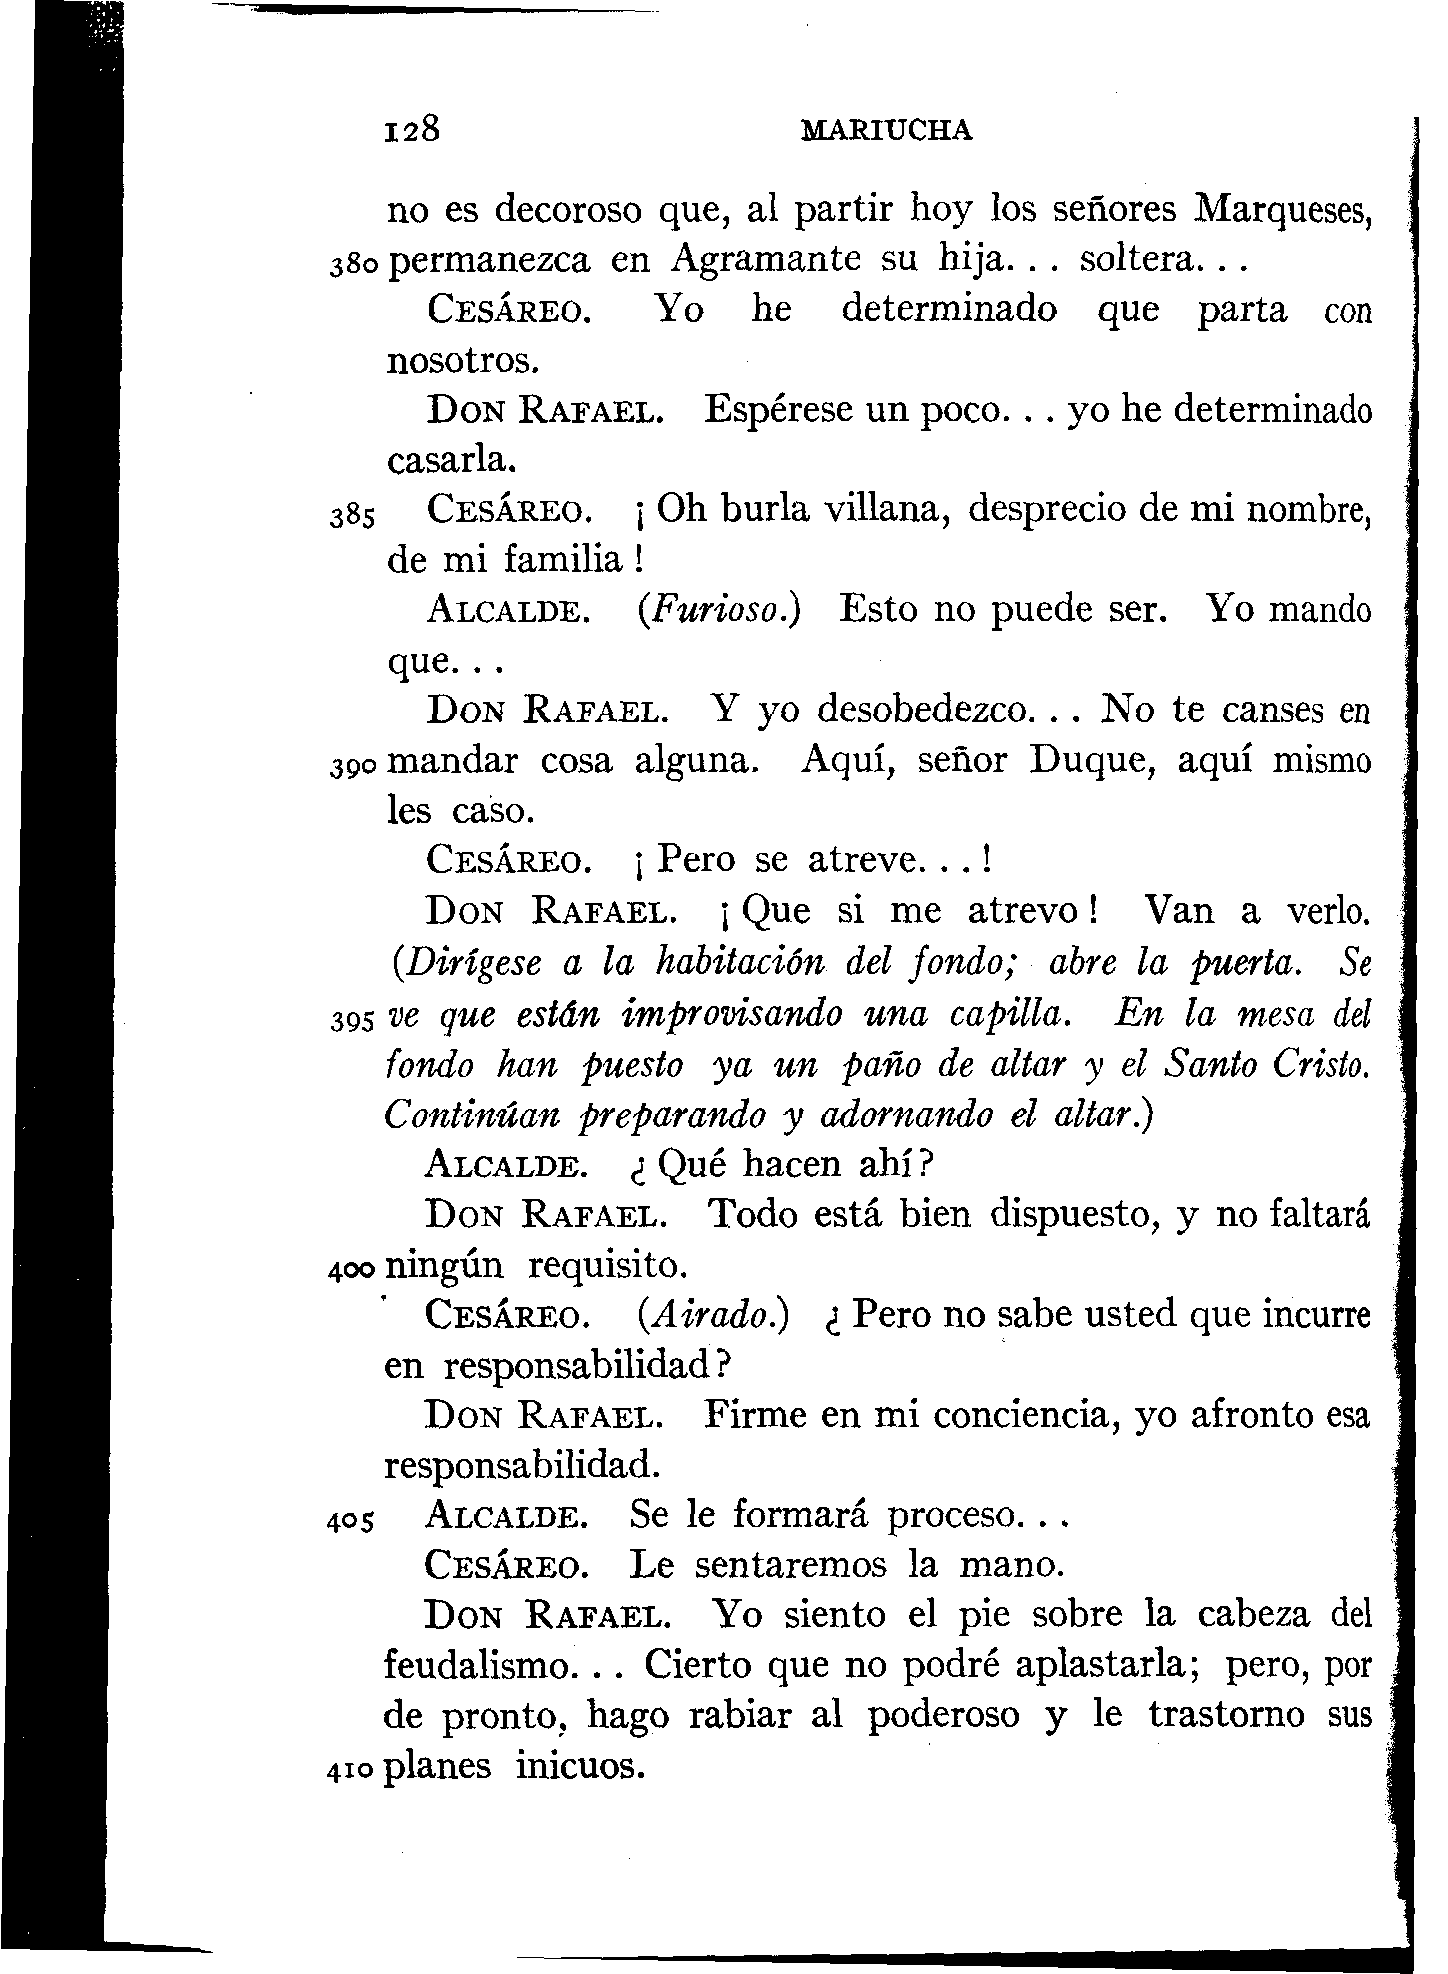 128 MARIUCHA
no es decoroso que, al partir hoy los señores Marqueses,
380 permanezca en Agramante su hija. . . soltera. . .
CESÁREO. Yo he determinado que parta con
nosotros.
DON RAFAEL. Espérese un poco. . . yo he determinado
casarla.
385 CESÁREO. ¡ Oh burla villana, desprecio de mi nombre,
de mi familia !
ALCALDE. (Furioso.) Esto no puede ser. Yo mando
que. . .
DON RAFAEL. Y yo desobedezco. . . No te canses en
390 mandar cosa alguna. Aquí, señor Duque, aquí mismo
les caso.
CESÁREO. ¡ Pero se atreve. . . !
DON RAFAEL. ¡ Que si me atrevo ! Van a verlo.
(Dirígese a la habitación del fondo; abre la puerta. Se
395 ve que están improvisando una capilla. En la mesa del
fondo han puesto ya un paño de altar y el Santo Cristo.
Continúan preparando y adornando el altar.)
ALCALDE. ¿ Qué hacen ahí ?
DON RAFAEL. Todo está bien dispuesto, y no faltará
400 ningún requisito.
CESÁREO. (Airado.) ¿ Pero no sabe usted que incurre
en responsabilidad ?
DON RAFAEL. Firme en mi conciencia, yo afronto esa
responsabilidad.
405 ALCALDE. Se le formará proceso. . .
CESÁREO. Le sentaremos la mano.
DON RAFAEL. Yo siento el pie sobre la cabeza del
feudalismo. . . Cierto que no podré aplastarla; pero, por
de pronto, hago rabiar al poderoso y le trastorno sus
410 planes inicuos.